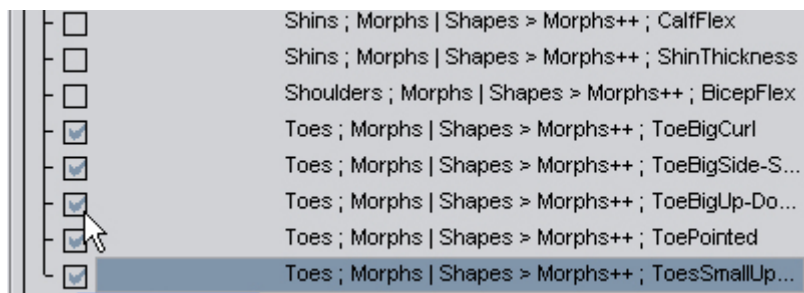 Shins ; Morphs | Shapes > Morphs++ ; CalfFlex
Shins ; Morphs | Shapes > Morphs++ ; ShinThickness
Shoulders ; Morphs | Shapes > Morphs++ ; BicepFlex
Toes ; Morphs | Shapes > Morphs++ ; ToeBigCurl
Toes ; Morphs | Shapes > Morphs++ ; ToeBigSide-S...
Toes ; Morphs | Shapes > Morphs++ ; ToeBigUp-Do...
Toes ; Morphs | Shapes > Morphs++ ; ToePointed
Toes ; Morphs | Shapes > Morphs++ ; ToesSmallUp...